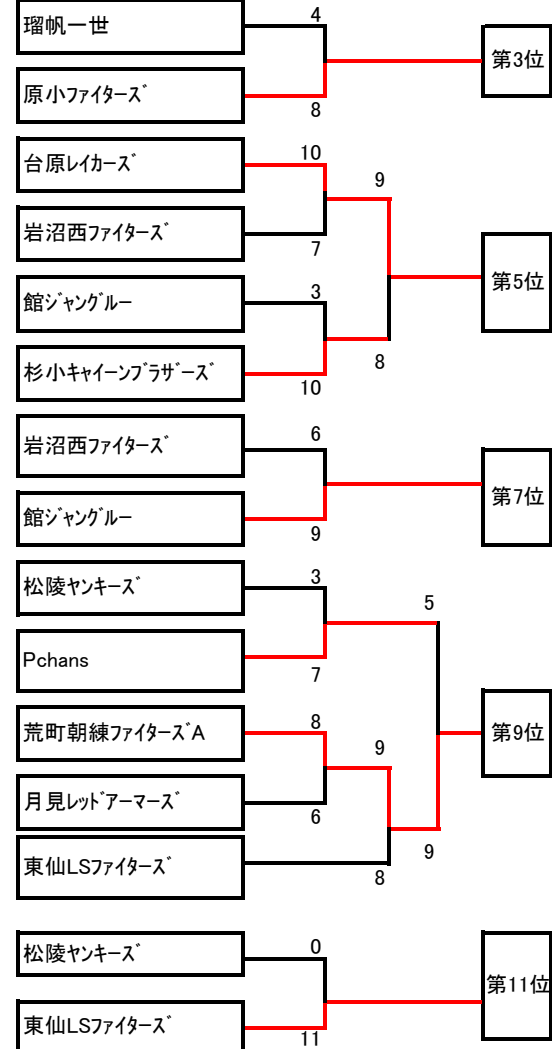 瑠帆一世
4
第3位
原小ファイターズ
8
台原レイカーズ
10
9
岩沼西ファイターズ
7
第5位
館ジャングルー
3
8
杉小キャイーンブラザーズ
10
岩沼西ファイターズ
6
第7位
館ジャングルー
9
松陵ヤンキーズ
3
5
Pchans
7
荒町朝練ファイターズA
8
9
第9位
月見レッドアーマーズ
6
9
東仙LSファイターズ
8
松陵ヤンキーズ
0
第11位
東仙LSファイターズ
11